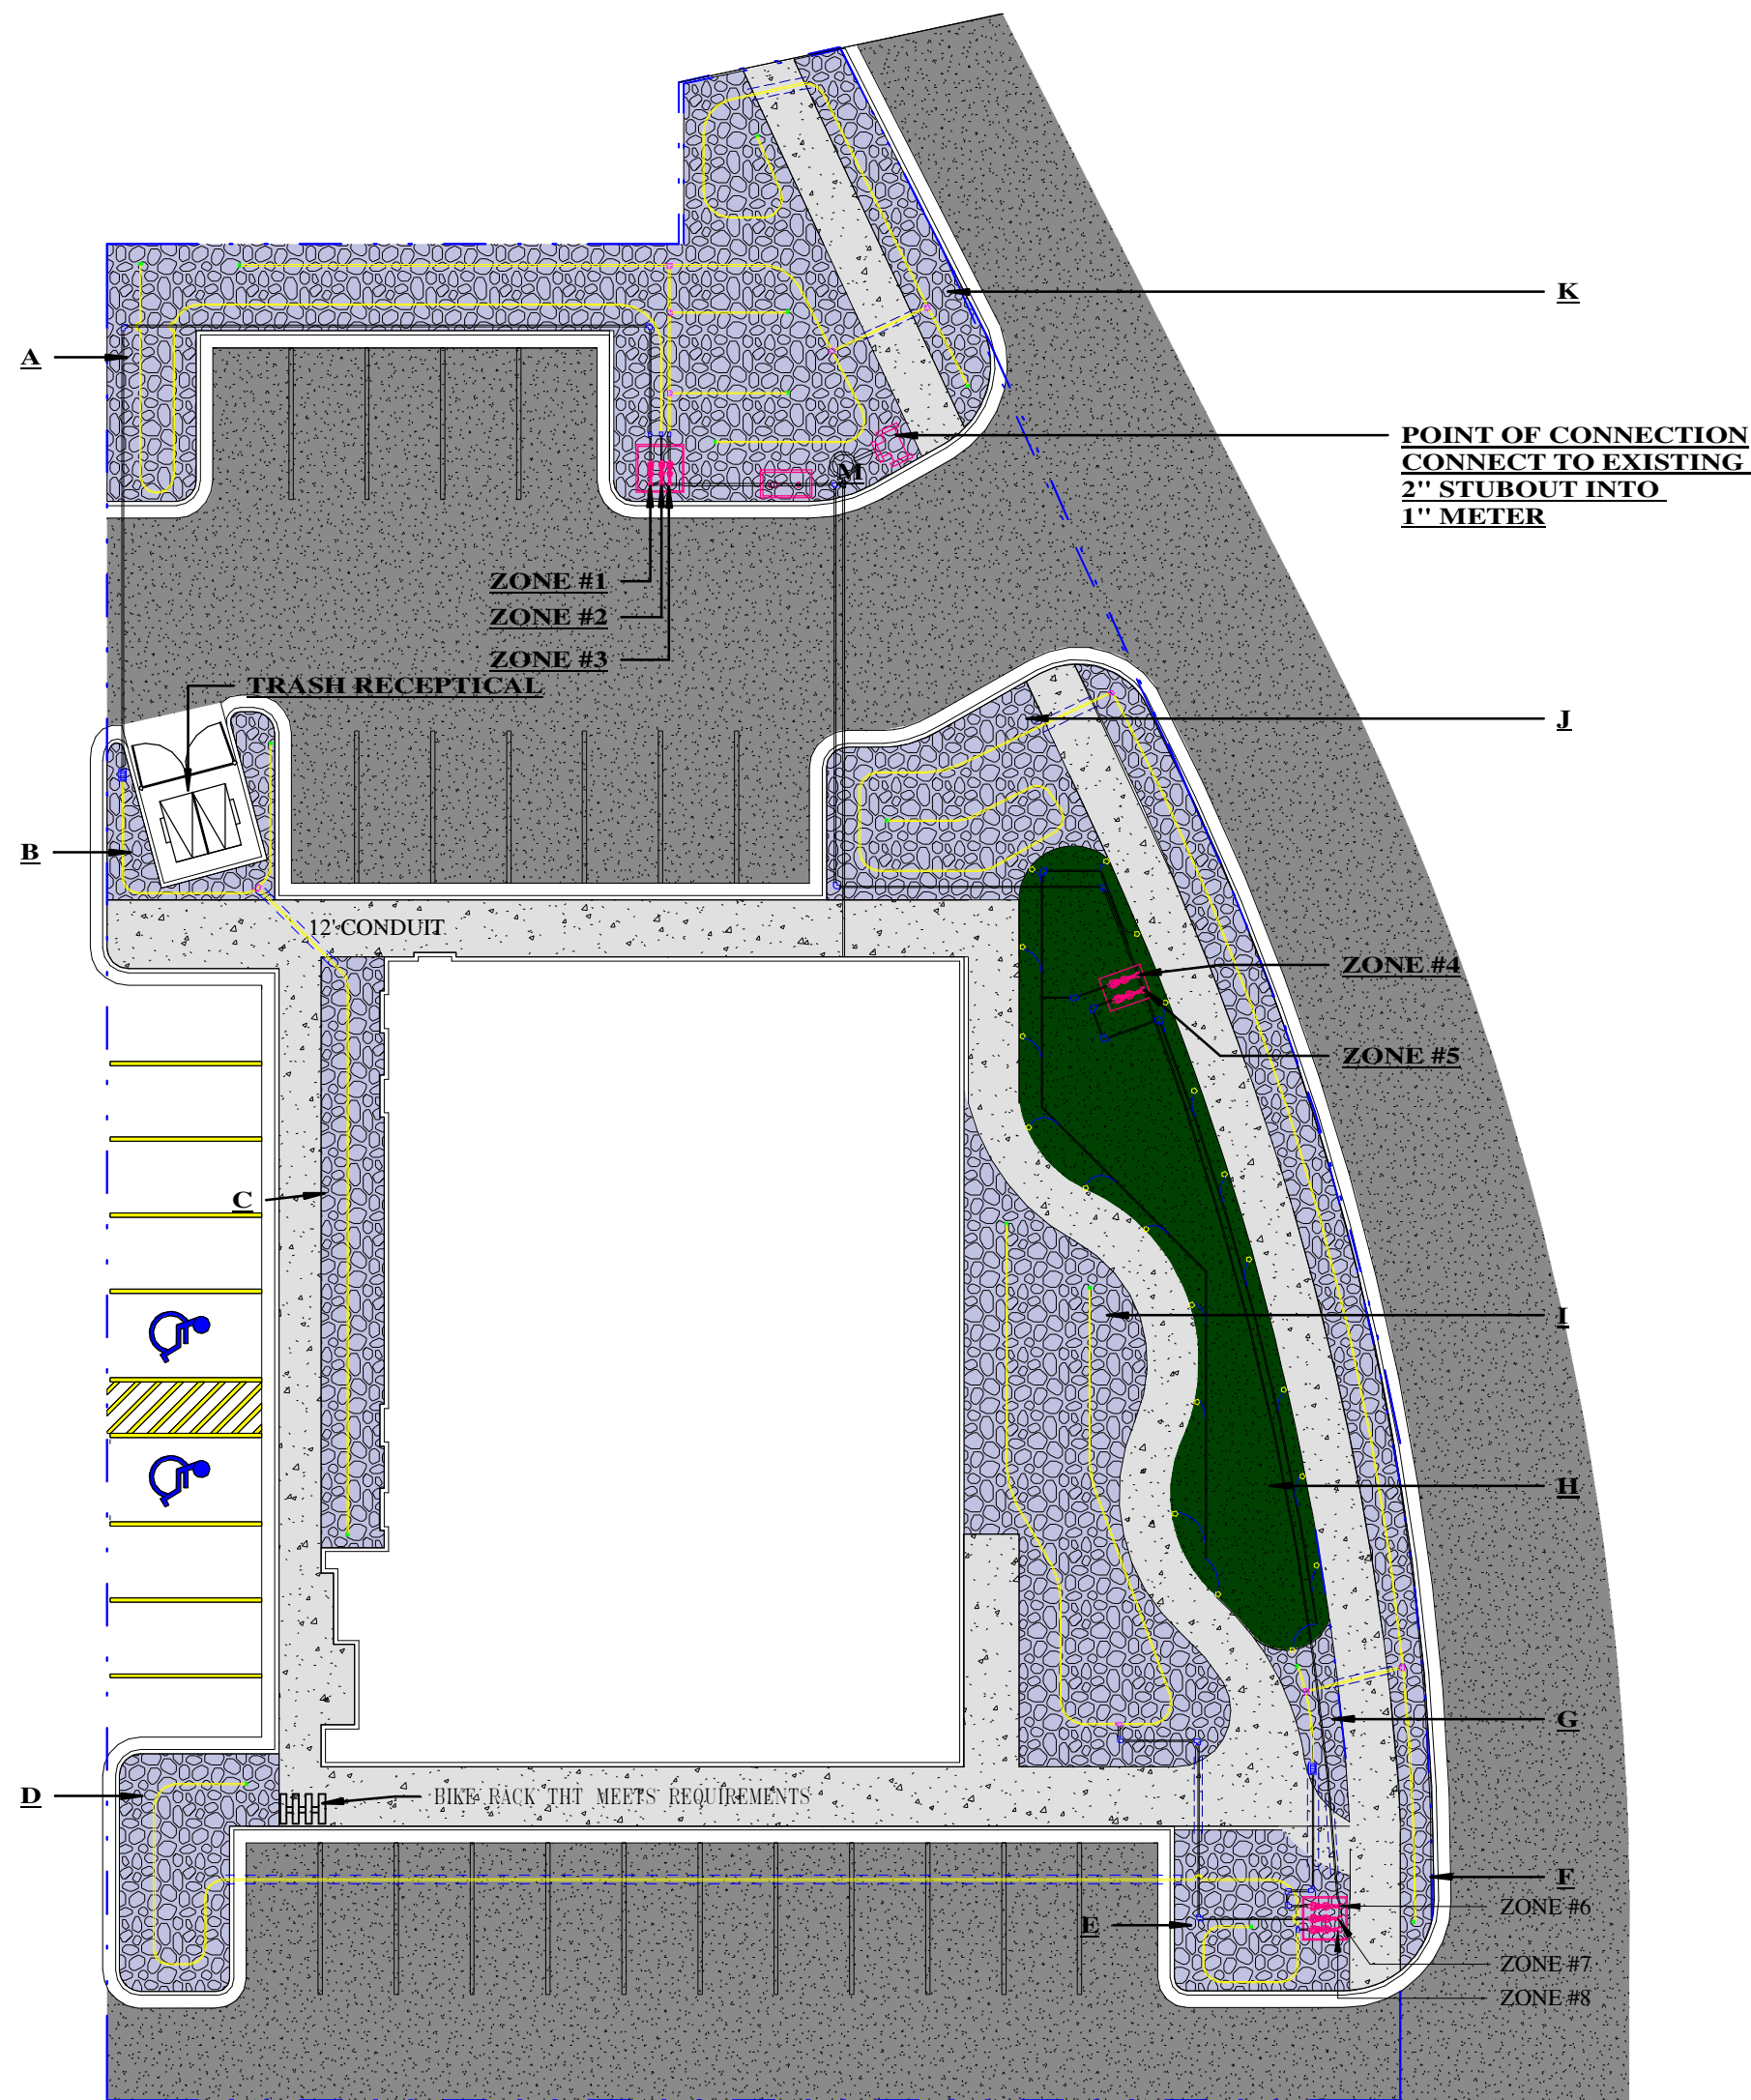 K
A
POINT OF CONNECTION
CONNECT TO EXISTING
2" STUBOUT INTO
1" METER
M
ZONE #1
ZONE #2
ZONE #3
TRASH RECEPTICAL
J
B
12' CONDUIT
ZONE #4
ZONE #5
C
I
H
G
D
BIKE RACK THT MEETS REQUIREMENTS
F
E
ZONE #6
ZONE #7
ZONE #8